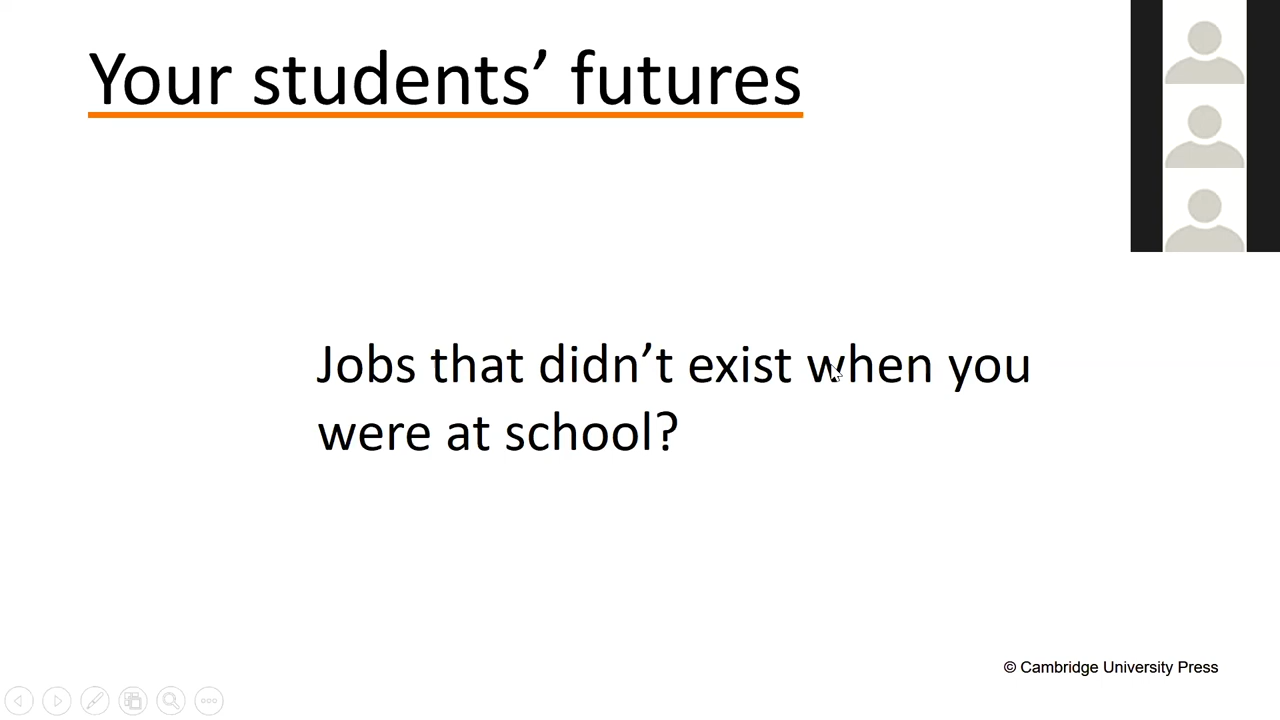 Your students’ futures
Jobs that didn’t exist when you
were at school?
© Cambridge University Press